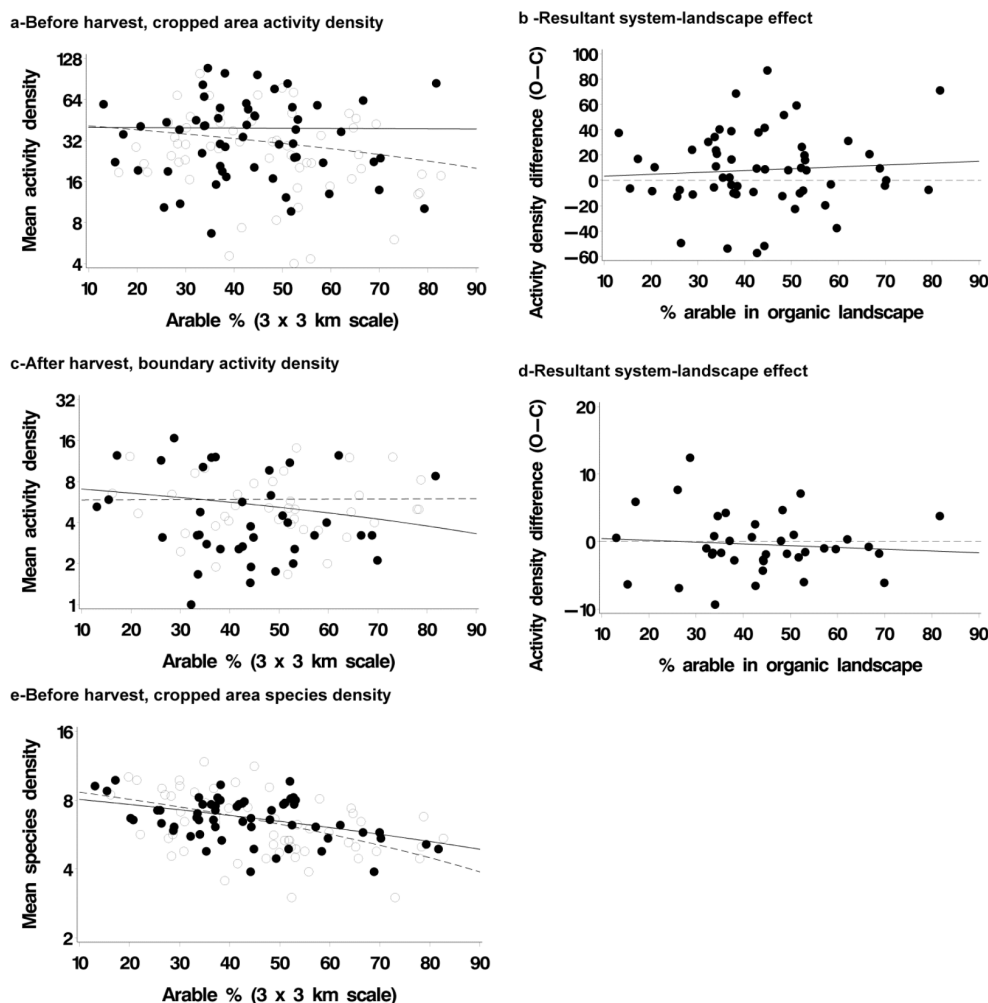 a-Before harvest, cropped area activity density
128
64
32
16
8
4
Mean activity density
10 20 30 40 50 60 70 80 90
Arable % (3 x 3 km scale)
b -Resultant system-landscape effect
100
80
60
40
20
0
−20
−40
−60
Activity density difference (O−C)
10 20 30 40 50 60 70 80 90
% arable in organic landscape
c-After harvest, boundary activity density
32
16
8
4
2
1
Mean activity density
10 20 30 40 50 60 70 80 90
Arable % (3 x 3 km scale)
d-Resultant system-landscape effect
20
10
0
−10
Activity density difference (O−C)
10 20 30 40 50 60 70 80 90
% arable in organic landscape
e-Before harvest, cropped area species density
16
8
4
2
Mean species density
10 20 30 40 50 60 70 80 90
Arable % (3 x 3 km scale)